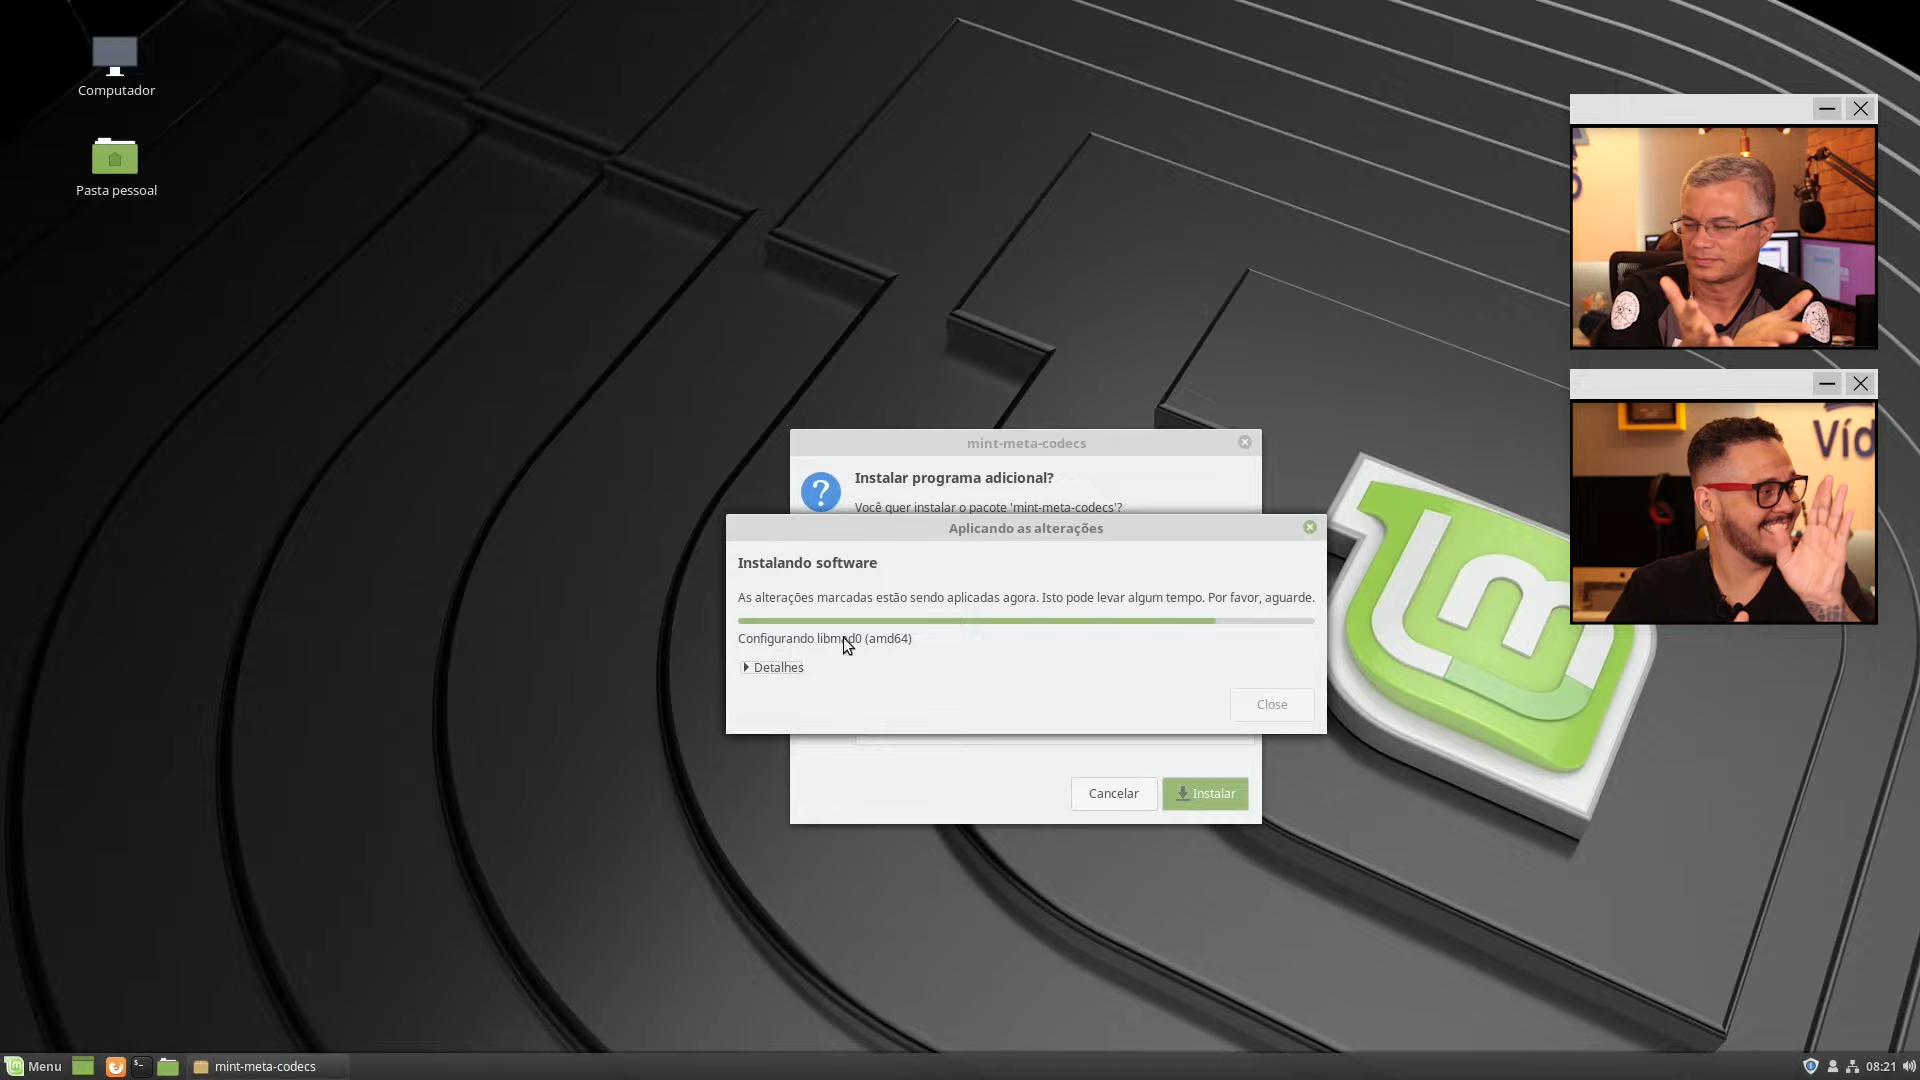 Computador
Pasta pessoal
Víd
mint-meta-codecs
Instalar programa adicional?
Você quer instalar o pacote 'mint-meta-codecs'?
Aplicando as alterações
Instalando software
As alterações marcadas estão sendo aplicadas agora. Isto pode levar algum tempo. Por favor, aguarde.
Configurando libmad0 (amd64)
Detalhes
Close
Cancelar
Instalar
Menu
mint-meta-codecs
08:21